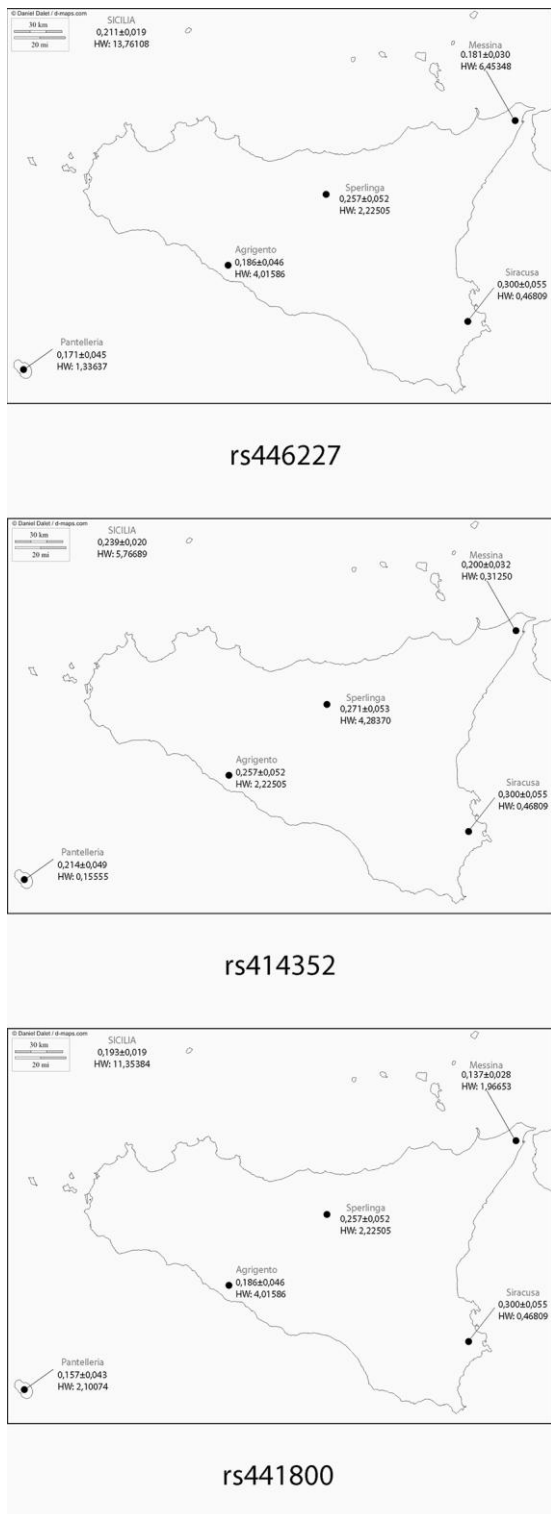 © Daniel Dalet / d-maps.com
30 km
20 mi
SICILIA
0,211±0,019
HW: 13,76108
Messina
0.181±0,030
HW: 6,45348
Sperlinga
0,257±0,052
HW: 2,22505
Agrigento
0,186±0,046
HW: 4,01586
Siracusa
0,300±0,055
HW: 0,46809
Pantelleria
0,171±0,045
HW: 1,33637
rs446227
© Daniel Dalet / d-maps.com
30 km
20 mi
SICILIA
0,239±0,020
HW: 5,76689
Messina
0,200±0,032
HW: 0,31250
Sperlinga
0,271±0,053
HW: 4,28370
Agrigento
0,257±0,052
HW: 2,22505
Siracusa
0,300±0,055
HW: 0,46809
Pantelleria
0,214±0,049
HW: 0,15555
rs414352
© Daniel Dalet / d-maps.com
30 km
20 mi
SICILIA
0,193±0,019
HW: 11,35384
Messina
0,137±0,028
HW: 1,96653
Sperlinga
0,257±0,052
HW: 2,22505
Agrigento
0,186±0,046
HW: 4,01586
Siracusa
0,300±0,055
HW: 0,46809
Pantelleria
0,157±0,043
HW: 2,10074
rs441800